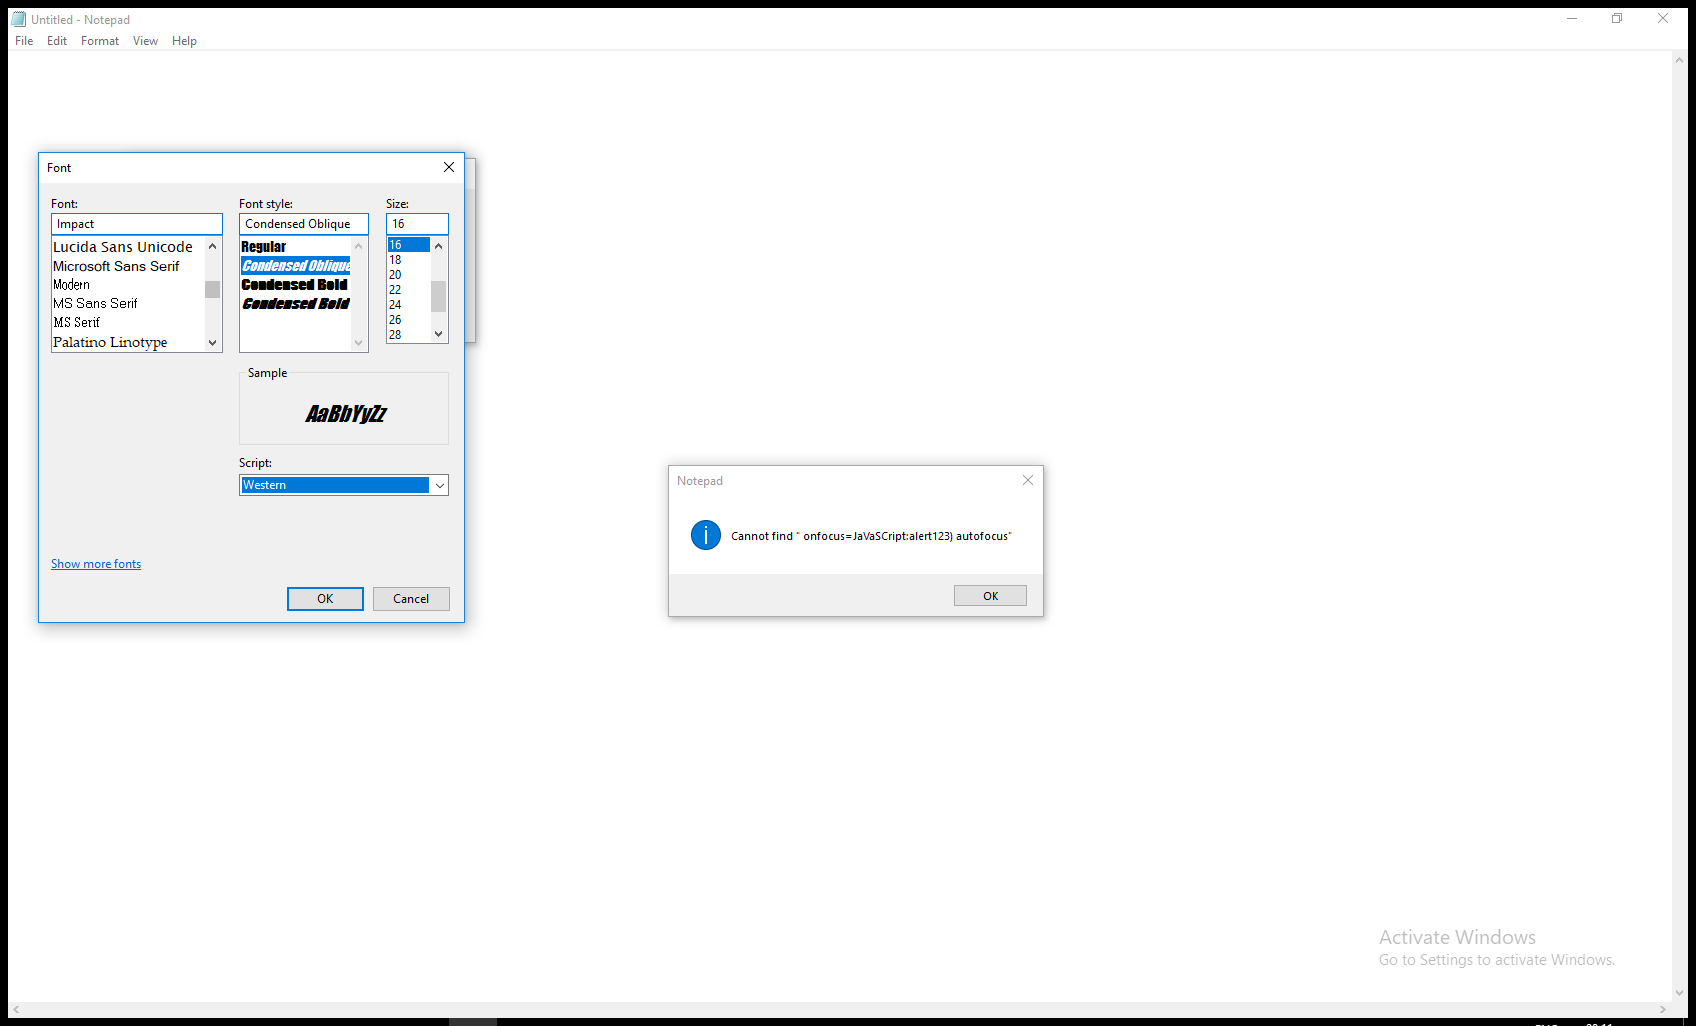 Untitled - Notepad
File Edit Format View Help
Font
Font:
Impact
Lucida Sans Unicode
Microsoft Sans Serif
Modern
MS Sans Serif
MS Serif
Palatino Linotype
Font style:
Condensed Oblique
Regular
Condensed Oblique
Condensed Bold
Condensed Bold
Size:
16
16
18
20
22
24
26
28
Sample
AaBbYyZz
Script:
Western
Show more fonts
OK Cancel
Notepad
Cannot find " onfocus=JaVaSCript:alert123) autofocus"
OK
Activate Windows
Go to Settings to activate Windows.